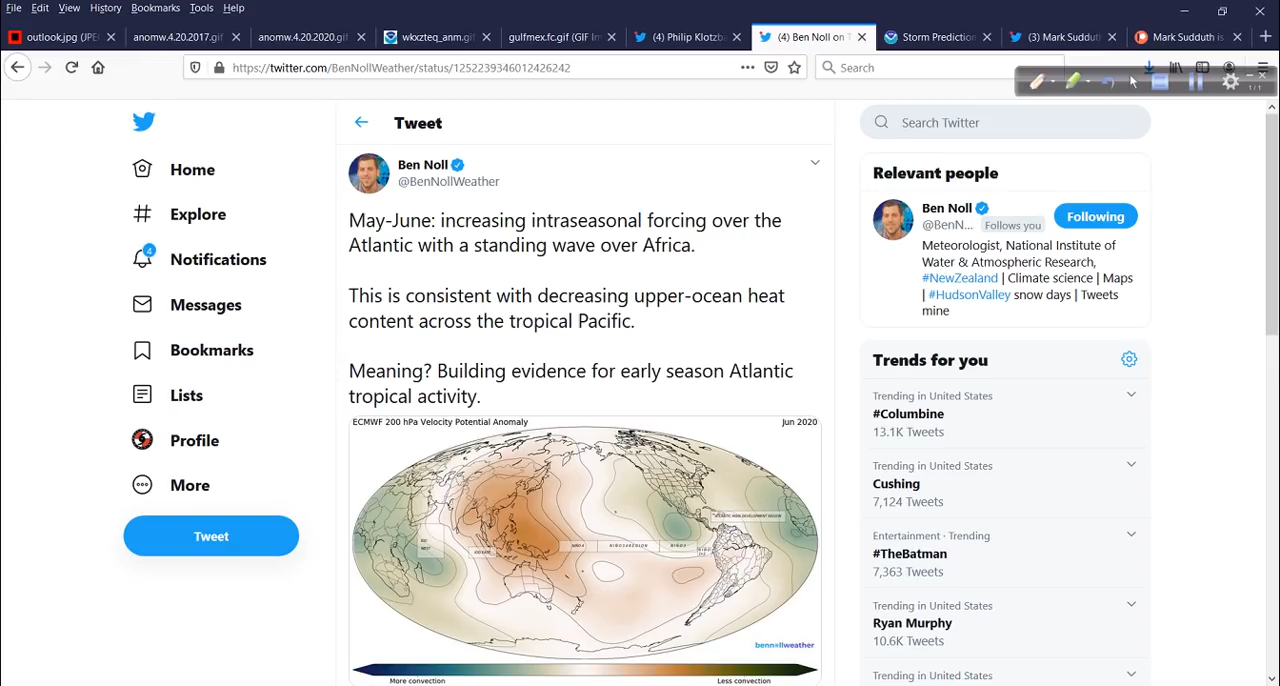 File Edit View History Bookmarks Tools Help
outlook.jpg (JPE
anomw.4.20.2017.gif
anomw.4.20.2020.gif
wkxzteq_anm.gif
gulfmex.fc.gif (GIF Im
(4) Philip Klotzba
(4) Ben Noll on T
Storm Prediction
(3) Mark Sudduth
Mark Sudduth is
https://twitter.com/BenNollWeather/status/1252239346012426242
Search
1/1
Home
Explore
4
Notifications
Messages
Bookmarks
Lists
Profile
More
Tweet
Tweet
Ben Noll
@BenNollWeather
May-June: increasing intraseasonal forcing over the
Atlantic with a standing wave over Africa.
This is consistent with decreasing upper-ocean heat
content across the tropical Pacific.
Meaning? Building evidence for early season Atlantic
tropical activity.
ECMWF 200 hPa Velocity Potential Anomaly
Jun 2020
ATLANTIC MAIN DEVELOPMENT REGION
bennollweather
More convection
Less convection
Search Twitter
Relevant people
Ben Noll
@BenN... Follows you
Following
Meteorologist, National Institute of
Water & Atmospheric Research,
#NewZealand | Climate science | Maps
| #HudsonValley snow days | Tweets
mine
Trends for you
Trending in United States
#Columbine
13.1K Tweets
Trending in United States
Cushing
7,124 Tweets
Entertainment · Trending
#TheBatman
7,363 Tweets
Trending in United States
Ryan Murphy
10.6K Tweets
Trending in United States